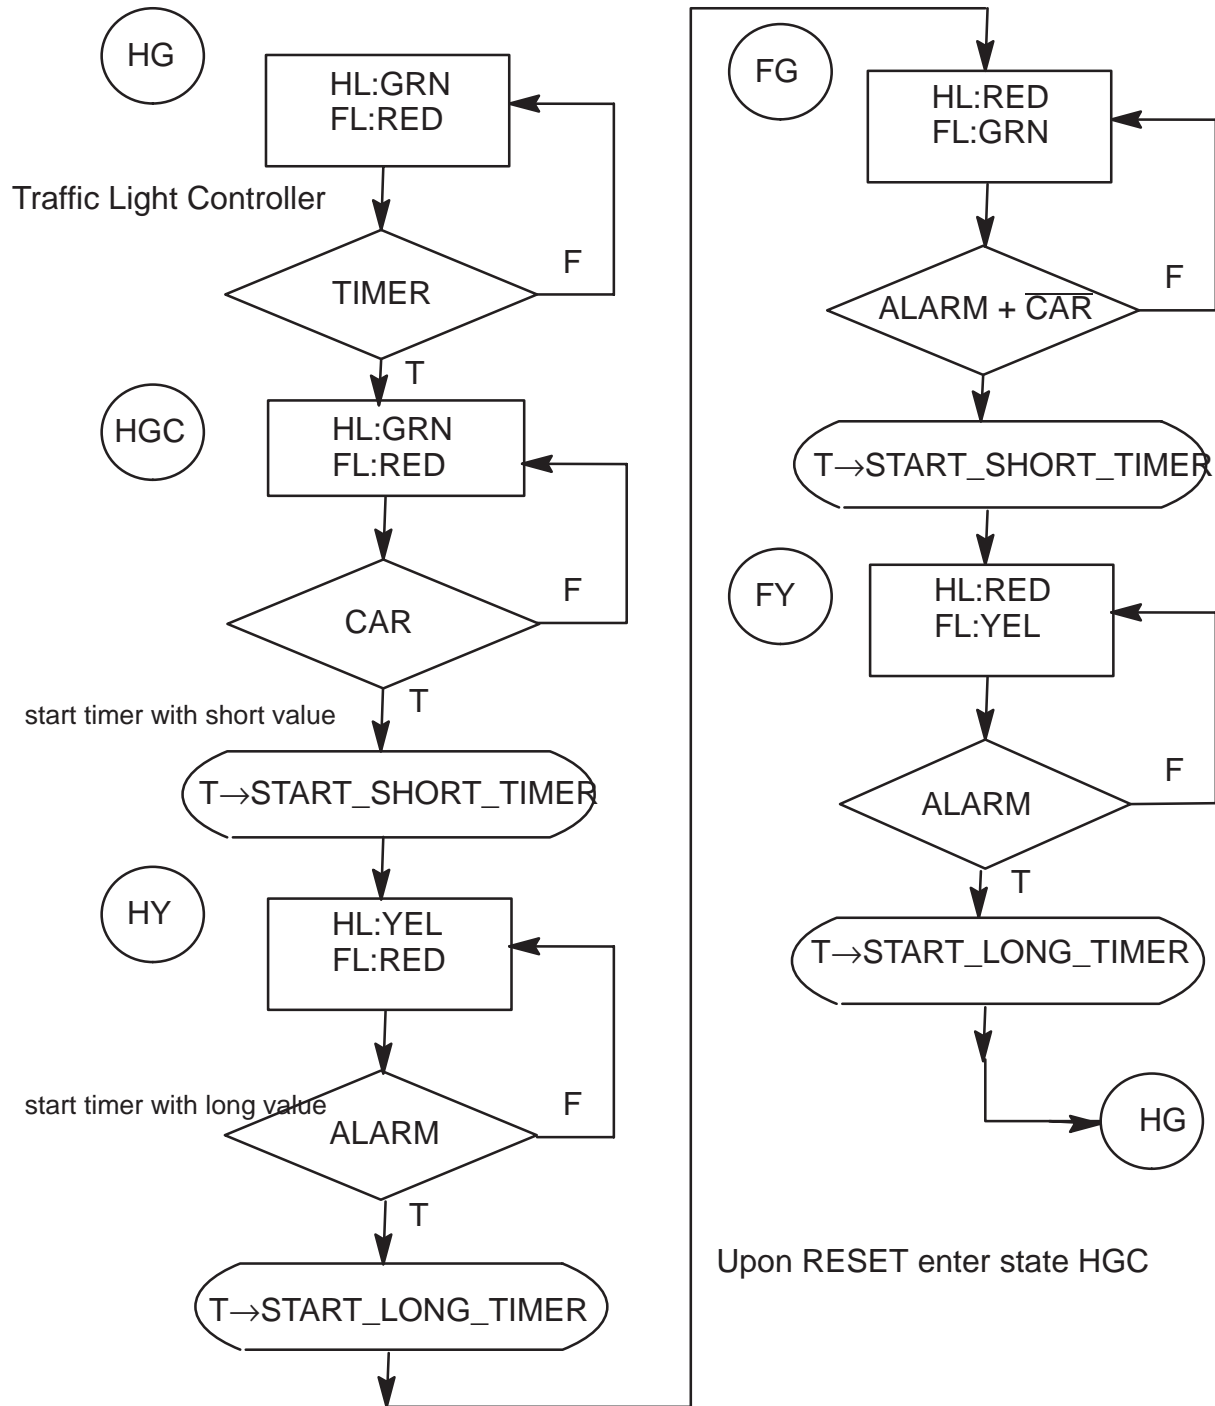 HG
HL:GRN
FL:RED
Traffic Light Controller
TIMER
F
T
HGC
HL:GRN
FL:RED
CAR
F
T
start timer with short value
T→START_SHORT_TIMER
HY
HL:YEL
FL:RED
start timer with long value
ALARM
F
T
T→START_LONG_TIMER
FG
HL:RED
FL:GRN
ALARM + C̅A̅R̅
F
T→START_SHORT_TIMER
FY
HL:RED
FL:YEL
ALARM
F
T
T→START_LONG_TIMER
HG
Upon RESET enter state HGC